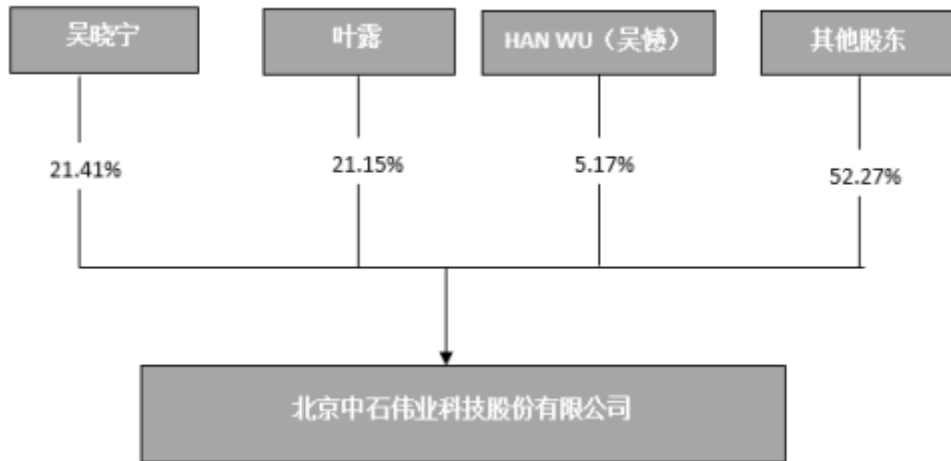 吴晓宁
叶露
HAN WU（吴憾）
其他股东
21.41%
21.15%
5.17%
52.27%
北京中石伟业科技股份有限公司